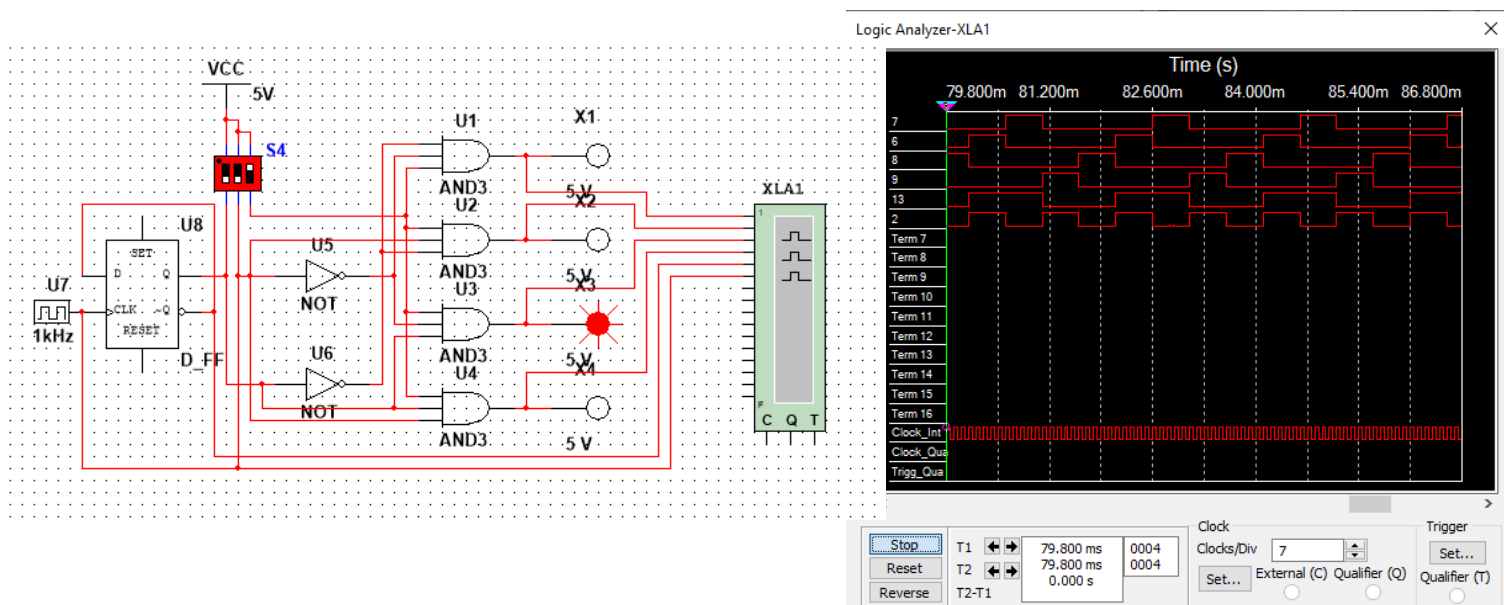 VCC
5V
S4
U8
SET
D
Q
CLK
~Q
RESET
D_FF
U7
1kHz
U5
NOT
U6
NOT
U1
AND3
U2
AND3
U3
AND3
U4
AND3
X1
5 V
X2
5 V
X3
5 V
X4
5 V
XLA1
1
F
C Q T
Logic Analyzer-XLA1
Time (s)
79.800m 81.200m 82.600m 84.000m 85.400m 86.800m
7
6
8
9
13
2
Term 7
Term 8
Term 9
Term 10
Term 11
Term 12
Term 13
Term 14
Term 15
Term 16
Clock_Int
Clock_Qua
Trigg_Qua
Stop
Reset
Reverse
T1
T2
T2-T1
79.800 ms 0004
79.800 ms 0004
0.000 s
Clock
Clocks/Div 7
Set...
External (C) Qualifier (Q)
Trigger
Set...
Qualifier (T)